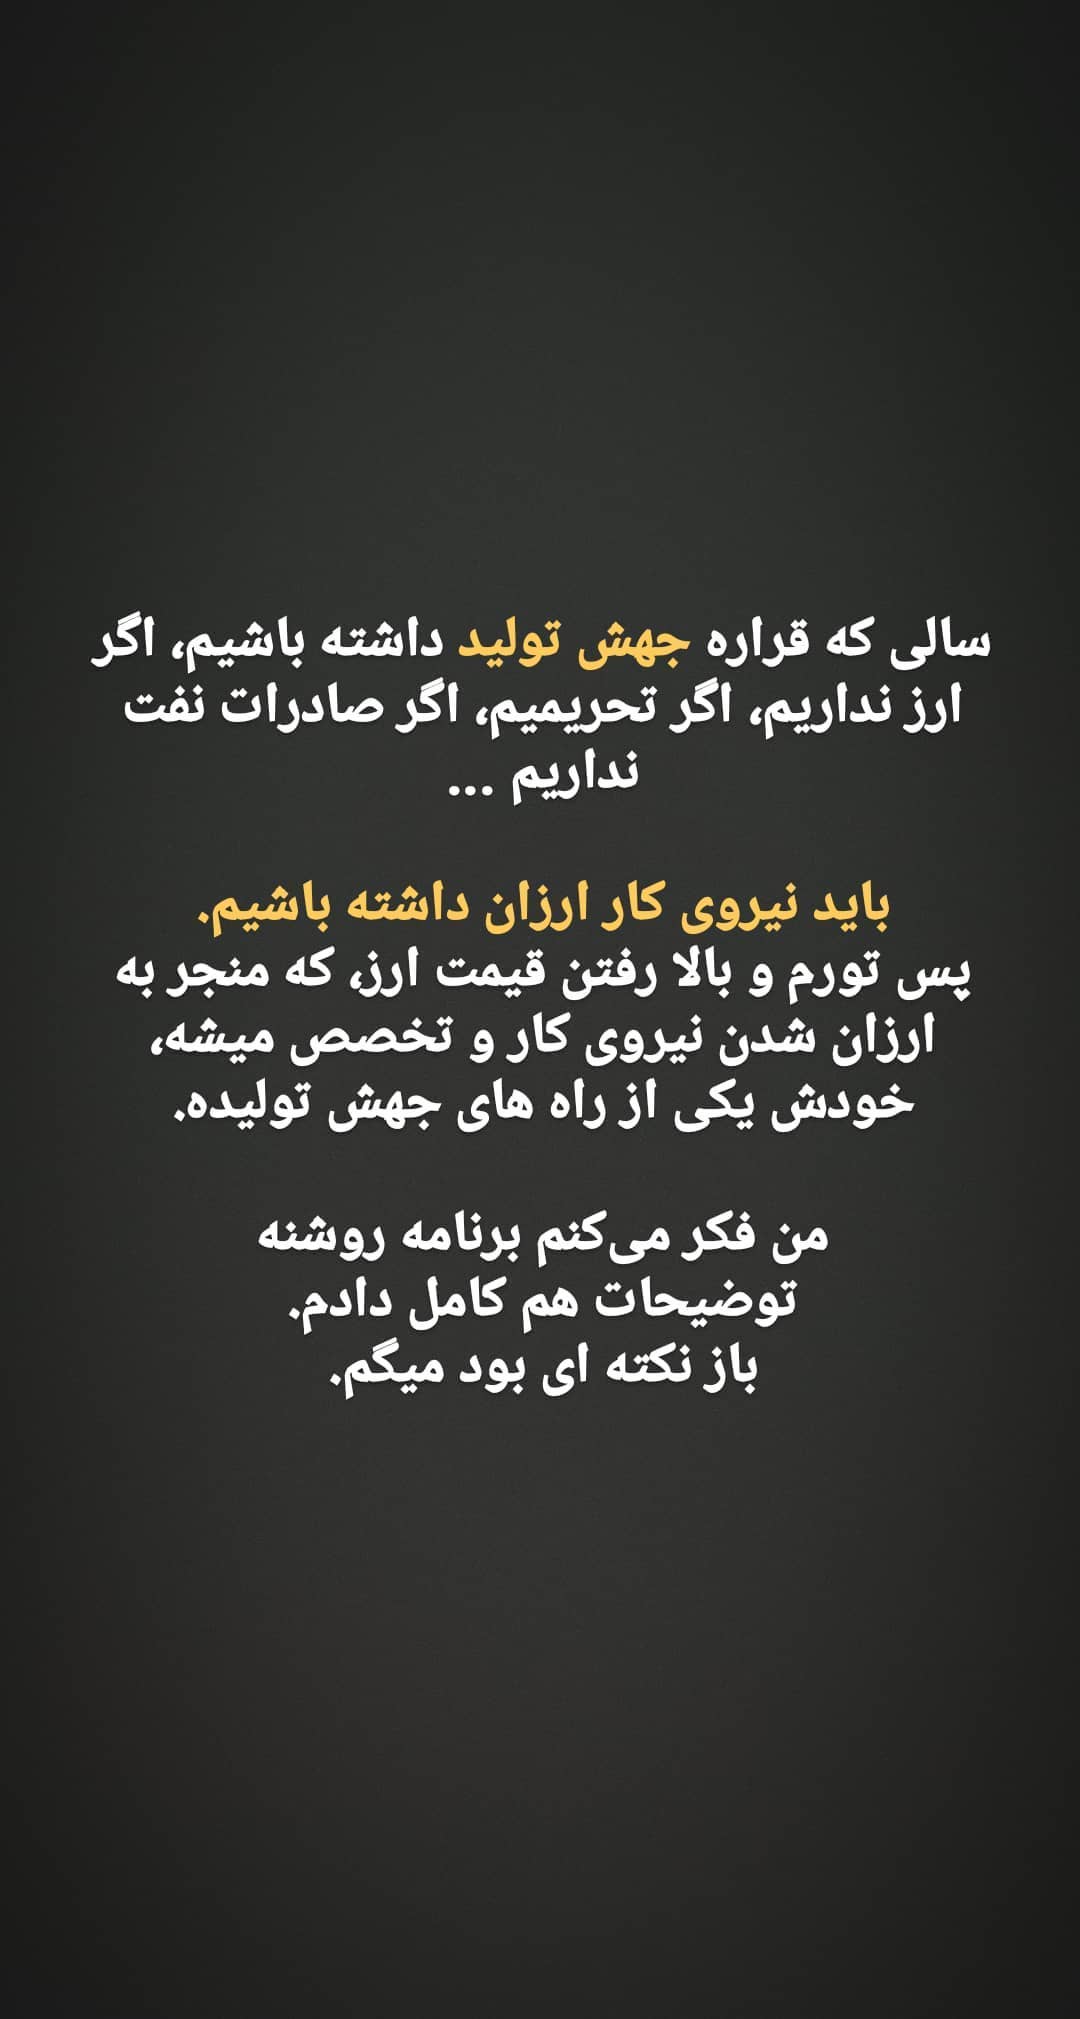 سالی که قراره جهش تولید داشته باشیم، اگر
ارز نداریم، اگر تحریمیم، اگر صادرات نفت
نداریم ...
باید نیروی کار ارزان داشته باشیم.
پس تورم و بالا رفتن قیمت ارز، که منجر به
ارزان شدن نیروی کار و تخصص میشه،
خودش یکی از راه های جهش تولیده.
من فکر می‌کنم برنامه روشنه
توضیحات هم کامل دادم.
باز نکته ای بود میگم.